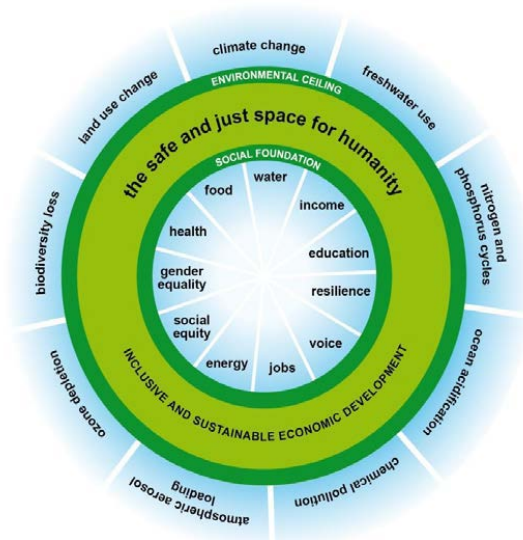 climate change
freshwater use
nitrogen and
phosphorus cycles
ocean acidification
chemical pollution
atmospheric aerosol
loading
ozone depletion
biodiversity loss
land use change
ENVIRONMENTAL CEILING
the safe and just space for humanity
SOCIAL FOUNDATION
water
income
education
resilience
voice
jobs
energy
social
equity
gender
equality
health
food
INCLUSIVE AND SUSTAINABLE ECONOMIC DEVELOPMENT